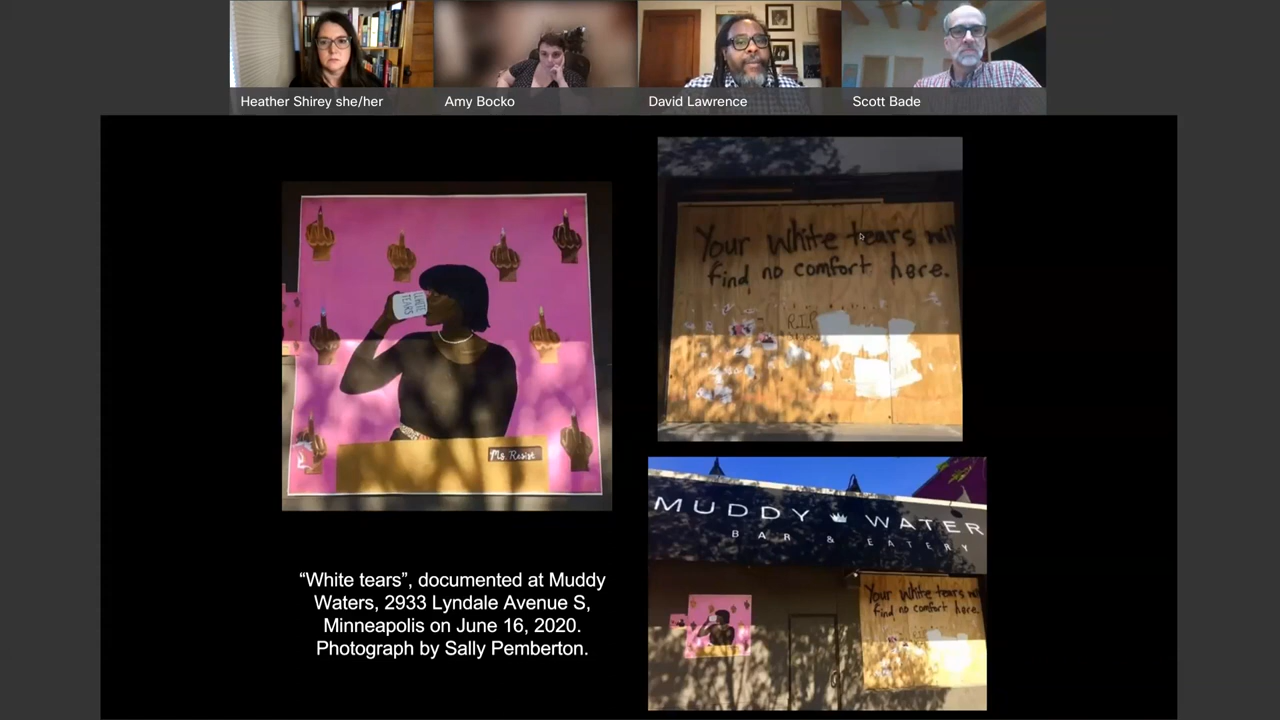 Heather Shirey she/her
Amy Bocko
David Lawrence
Scott Bade
WHITE
TEARS
Ms. Resist
Your White tears will
find no comfort here.
R.I.P
MUDDY WATER
BAR & EATERY
Your White tears will
find no comfort here.
“White tears”, documented at Muddy
Waters, 2933 Lyndale Avenue S,
Minneapolis on June 16, 2020.
Photograph by Sally Pemberton.